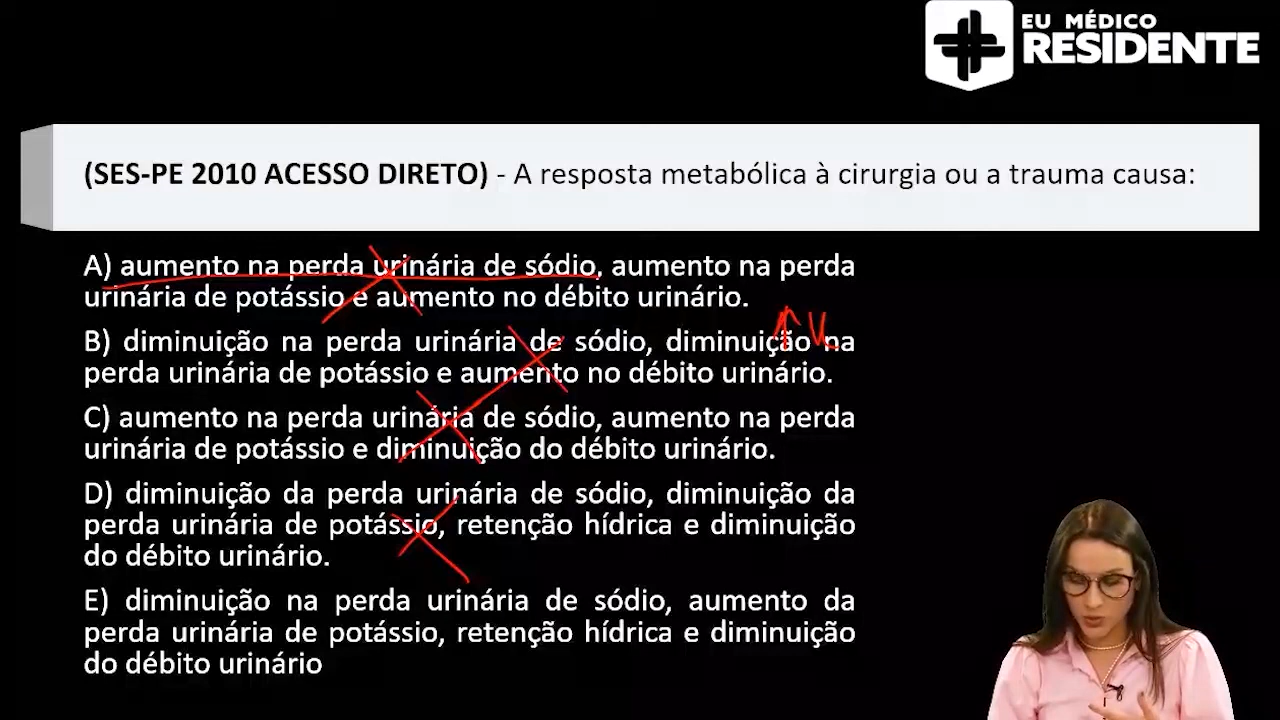 EU MÉDICO
RESIDENTE
(SES-PE 2010 ACESSO DIRETO) - A resposta metabólica à cirurgia ou a trauma causa:
A) aumento na perda urinária de sódio, aumento na perda
urinária de potássio e aumento no débito urinário.
↑K
B) diminuição na perda urinária de sódio, diminuição na
perda urinária de potássio e aumento no débito urinário.
C) aumento na perda urinária de sódio, aumento na perda
urinária de potássio e diminuição do débito urinário.
D) diminuição da perda urinária de sódio, diminuição da
perda urinária de potássio, retenção hídrica e diminuição
do débito urinário.
E) diminuição na perda urinária de sódio, aumento da
perda urinária de potássio, retenção hídrica e diminuição
do débito urinário